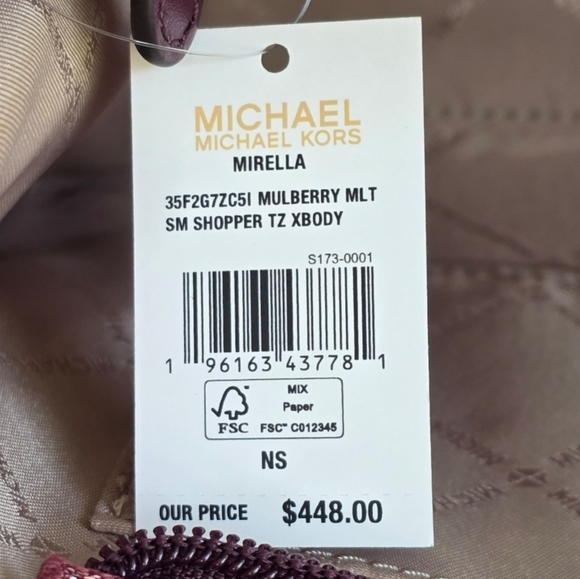 MICHAEL
MICHAEL KORS
MIRELLA
35F2G7ZC5I MULBERRY MLT
SM SHOPPER TZ XBODY
S173-0001
1 96163 43778 1
MIX
Paper
FSC™ C012345
FSC
NS
OUR PRICE $448.00